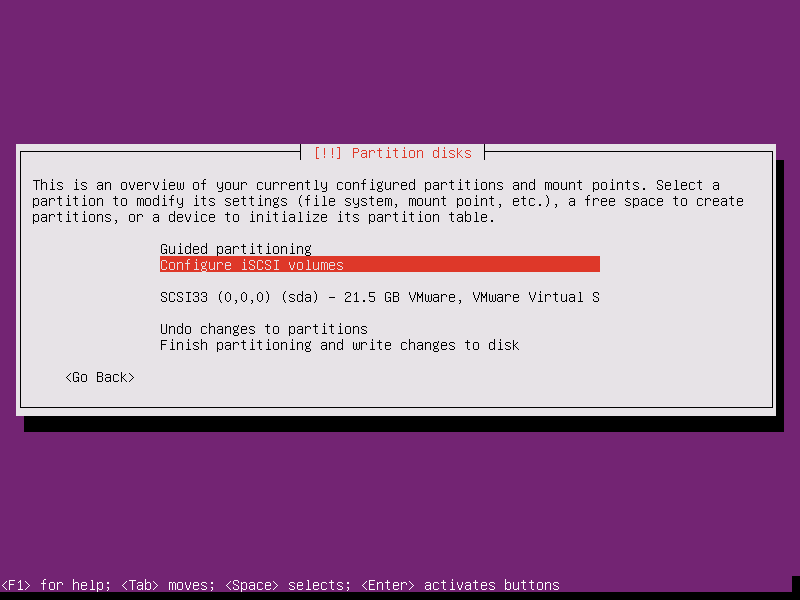 [!!] Partition disks
This is an overview of your currently configured partitions and mount points. Select a
partition to modify its settings (file system, mount point, etc.), a free space to create
partitions, or a device to initialize its partition table.
Guided partitioning
Configure iSCSI volumes
SCSI33 (0,0,0) (sda) - 21.5 GB VMware, VMware Virtual S
Undo changes to partitions
Finish partitioning and write changes to disk
<Go Back>
<F1> for help; <Tab> moves; <Space> selects; <Enter> activates buttons